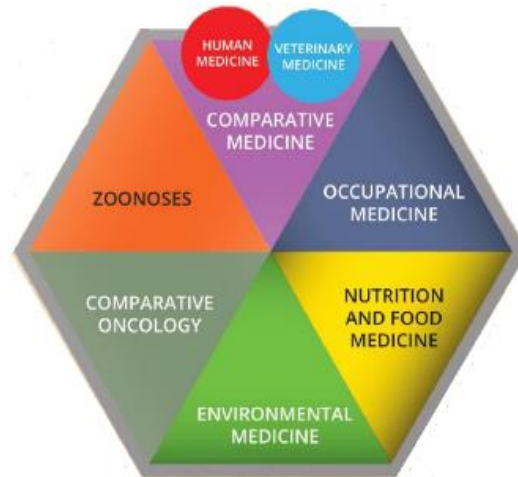 HUMAN
MEDICINE
VETERINARY
MEDICINE
COMPARATIVE
MEDICINE
ZOONOSES
OCCUPATIONAL
MEDICINE
COMPARATIVE
ONCOLOGY
NUTRITION
AND FOOD
MEDICINE
ENVIRONMENTAL
MEDICINE